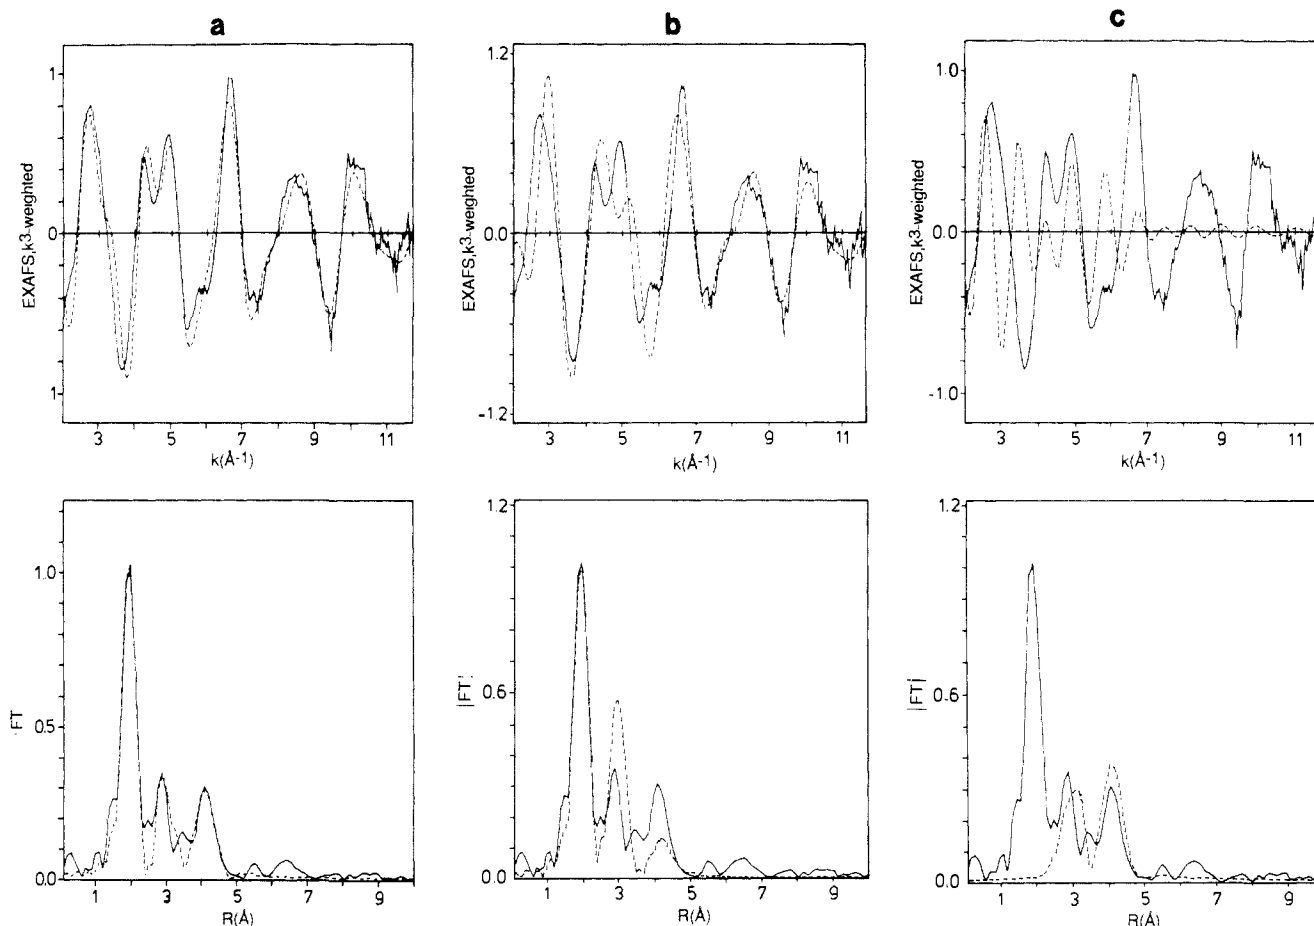 a
b
c
1
0
1
EXAFS,k³-weighted
3 5 7 9 11
k(Å-1)
1.2
0.0
-1.2
EXAFS,k³-weighted
3 5 7 9 11
k(Å-1)
1.0
0.0
-1.0
EXAFS,k³-weighted
3 5 7 9 11
k(Å-1)
1.0
0.5
0.0
FT
1 3 5 7 9
R(Å)
1.2
0.6
0.0
|FT|
1 3 5 7 9
R(Å)
1.2
0.6
0.0
|FT|
1 3 5 7 9
R(Å)